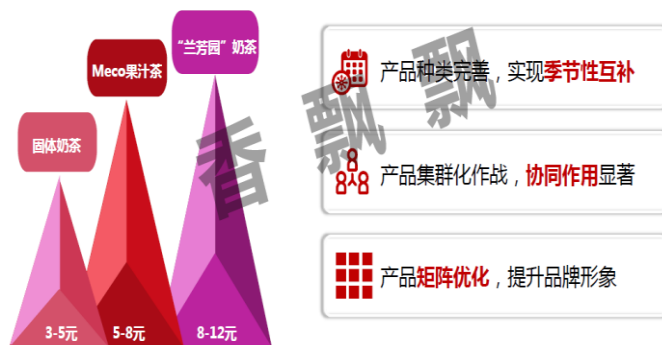 "兰芳园"奶茶
Meco果汁茶
固体奶茶
3-5元
5-8元
8-12元
产品种类完善，实现季节性互补
产品集群化作战，协同作用显著
产品矩阵优化，提升品牌形象
香飘飘